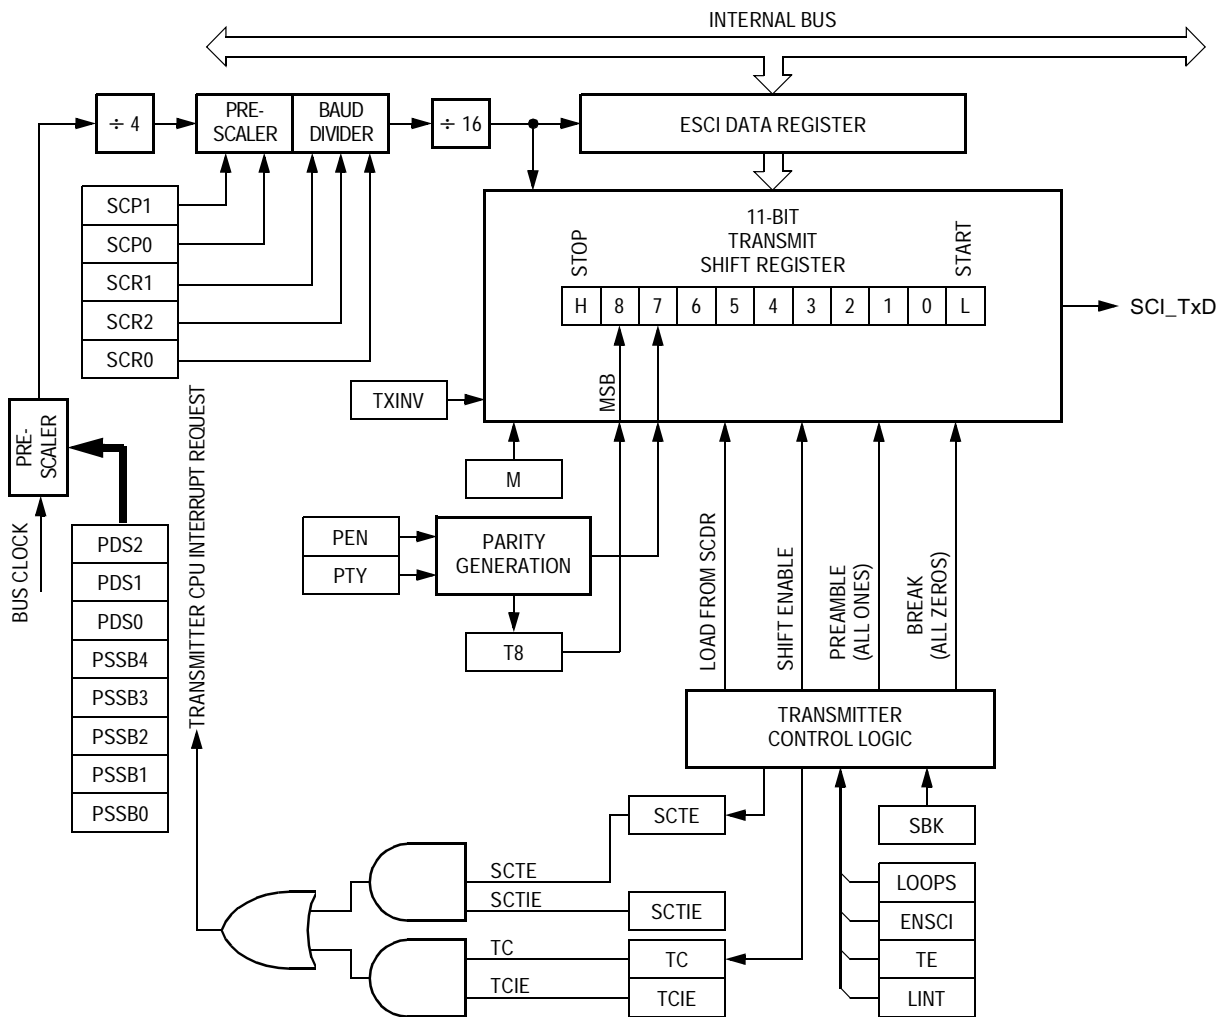 INTERNAL BUS
÷ 4
PRE-
SCALER
BAUD
DIVIDER
÷ 16
ESCI DATA REGISTER
SCP1
SCP0
SCR1
SCR2
SCR0
11-BIT
TRANSMIT
SHIFT REGISTER
STOP
START
H 8 7 6 5 4 3 2 1 0 L
SCI_TxD
MSB
TXINV
M
PRE-
SCALER
BUS CLOCK
TRANSMITTER CPU INTERRUPT REQUEST
PDS2
PDS1
PDS0
PSSB4
PSSB3
PSSB2
PSSB1
PSSB0
PEN
PTY
PARITY
GENERATION
T8
LOAD FROM SCDR
SHIFT ENABLE
PREAMBLE
(ALL ONES)
BREAK
(ALL ZEROS)
TRANSMITTER
CONTROL LOGIC
SCTE
SBK
SCTE
SCTIE
SCTIE
TC
TC
TCIE
TCIE
LOOPS
ENSCI
TE
LINT